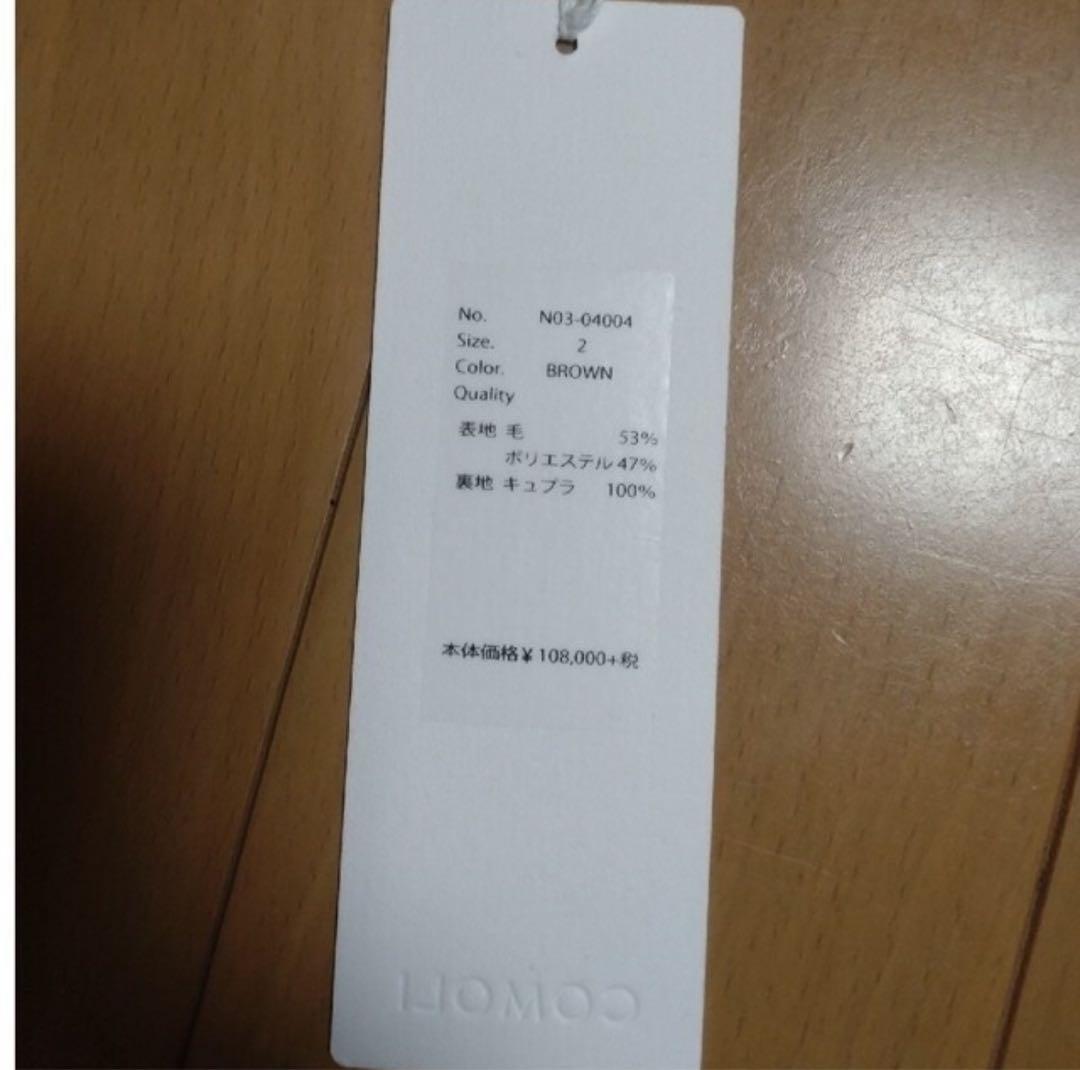 No. N03-04004
Size. 2
Color. BROWN
Quality
表地 毛 53%
ポリエステル 47%
裏地 キュプラ 100%
本体価格¥108,000+税
COMOLI